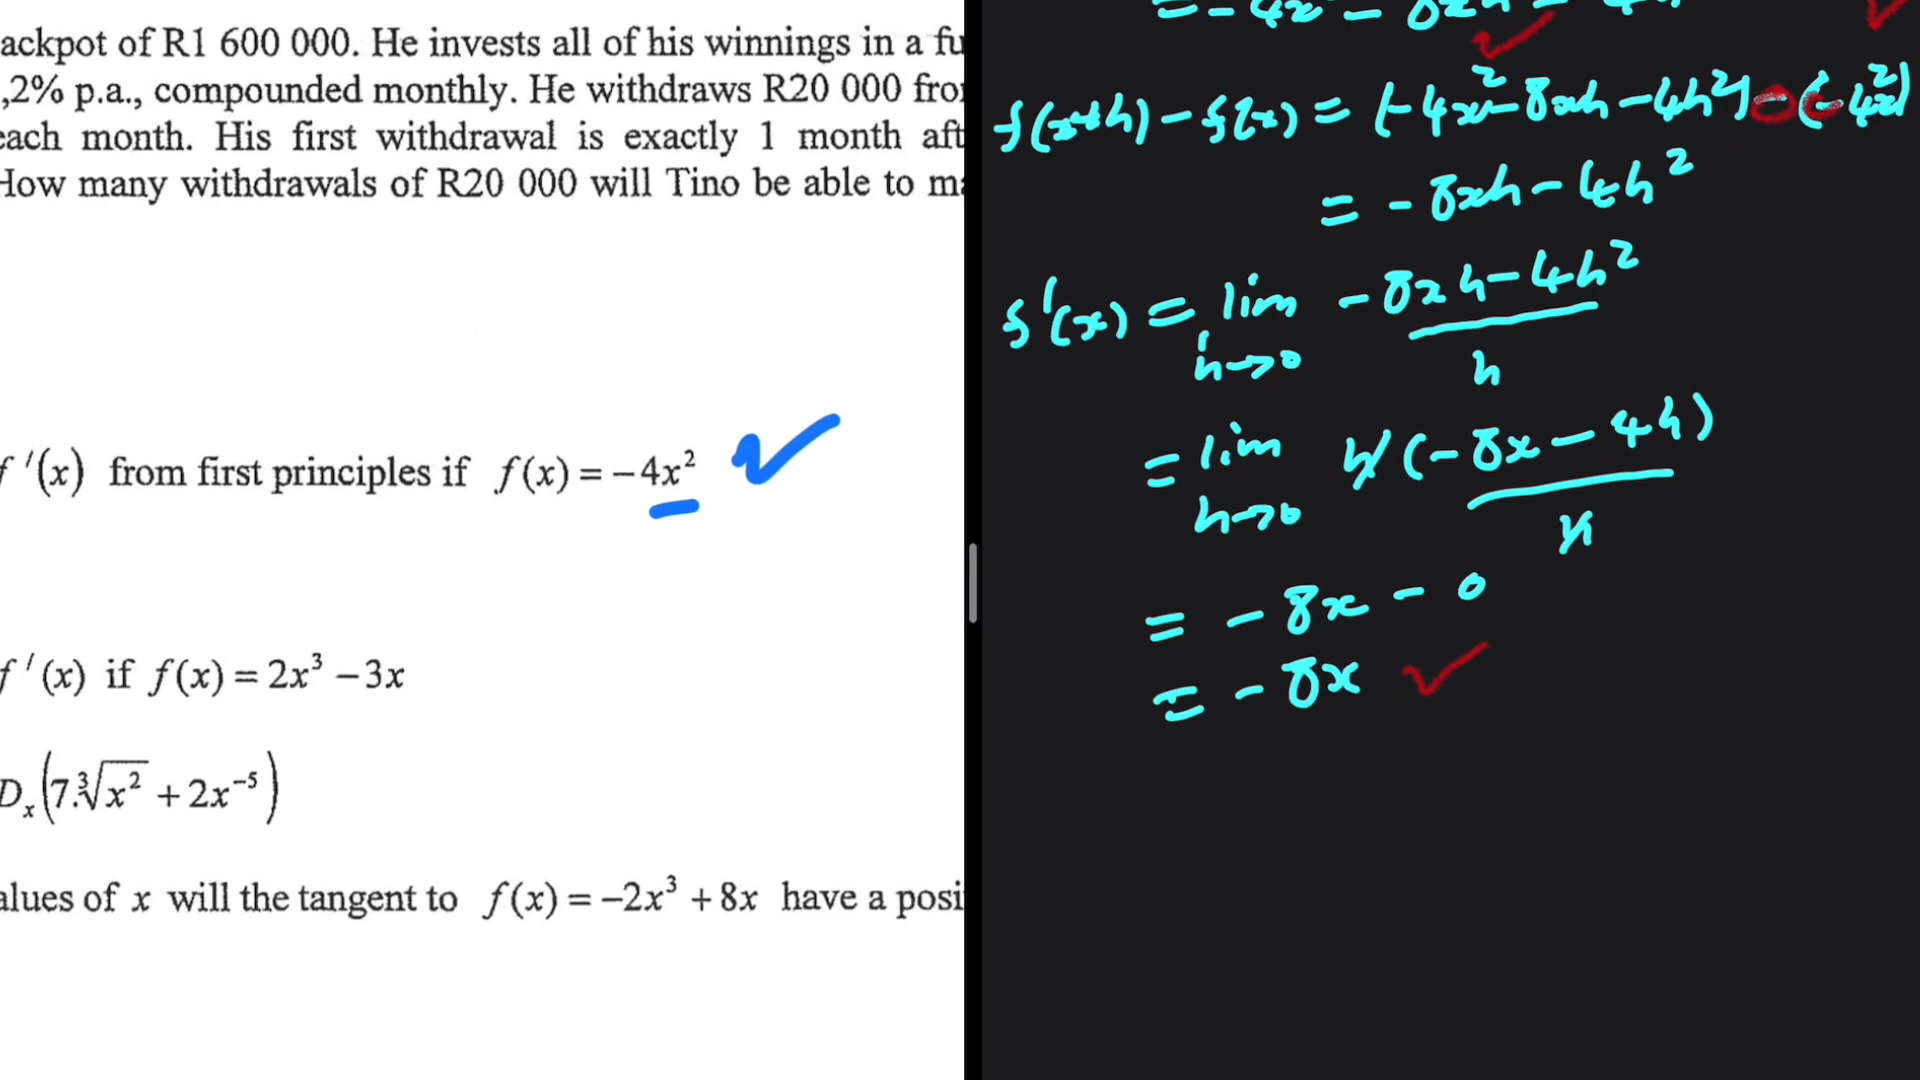 ackpot of R1 600 000. He invests all of his winnings in a fu
,2% p.a., compounded monthly. He withdraws R20 000 fro
each month. His first withdrawal is exactly 1 month aft
How many withdrawals of R20 000 will Tino be able to ma
f '(x) from first principles if f(x) = −4x²
f '(x) if f(x) = 2x³ − 3x
Dₓ(7.∛x² + 2x⁻⁵)
alues of x will the tangent to f(x) = −2x³ + 8x have a posi
f(x+h) − f(x) = (−4x² − 8xh − 4h²) − (−4x²)
= −8xh − 4h²
f'(x) = lim h→0 (−8xh − 4h²)/h
= lim h→0 h(−8x − 4h)/h
= −8x − 0
= −8x